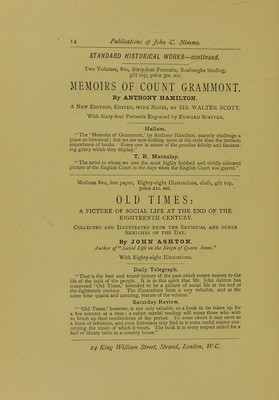 14 Publications of John C. Nimmo.
STANDARD HISTORICAL WORKS—continued.
Two Volumes, 8vo, Sixty-four Portraits, Roxburghe binding,
gilt top, price 30s. net
MEMOIRS OF COUNT GRAMMONT.
By ANTHONY HAMILTON.
A NEW EDITION, EDITED, WITH NOTES, BY SIR WALTER SCOTT.
With Sixty-four Portraits Engraved by EDWARD SCRIVEN.
Hallam.
"The 'Memoirs of Grammont,' by Anthony Hamilton, scarcely challenge a
place as historical; but we are now looking more at the style than the intrinsic
importance of books. Every one is aware of the peculiar felicity and fascinat-
ing gaiety which they display."
T. B. Macaulay.
"The artist to whom we owe the most highly finished and vividly coloured
picture of the English Court in the days when the English Court was gayest."
Medium 8vo, fine paper, Eighty-eight Illustrations, cloth, gilt top,
price 21s. net.
OLD TIMES:
A PICTURE OF SOCIAL LIFE AT THE END OF THE
EIGHTEENTH CENTURY.
COLLECTED AND ILLUSTRATED FROM THE SATIRICAL AND OTHER
SKETCHES OF THE DAY.
By JOHN ASHTON.
Author of "Social Life in the Reign of Queen Anne."
With Eighty-eight Illustrations.
Daily Telegraph.
"That is the best and truest history of the past which comes nearest to the
life of the bulk of the people. It is in this spirit that Mr. John Ashton has
composed 'Old Times,' intended to be a picture of social life at the end of
the eighteenth century. The illustrations form a very valuable, and at the
same time quaint and amusing, feature of the volume."
Saturday Review.
"'Old Times,' however, is not only valuable as a book to be taken up for
a few minutes at a time; a rather careful reading will repay those who wish
to brush up their recollections of the period. To some extent it may serve as
a book of reference, and even historians may find in it some useful matter con-
cerning the times of which it treats. The book is in every respect suited for a
hall or library table in a country house."
14 King William Street, Strand, London, W.C.